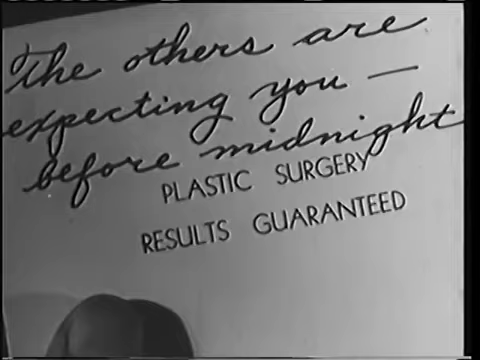 The others are
expecting you —
before midnight
PLASTIC SURGERY
RESULTS GUARANTEED